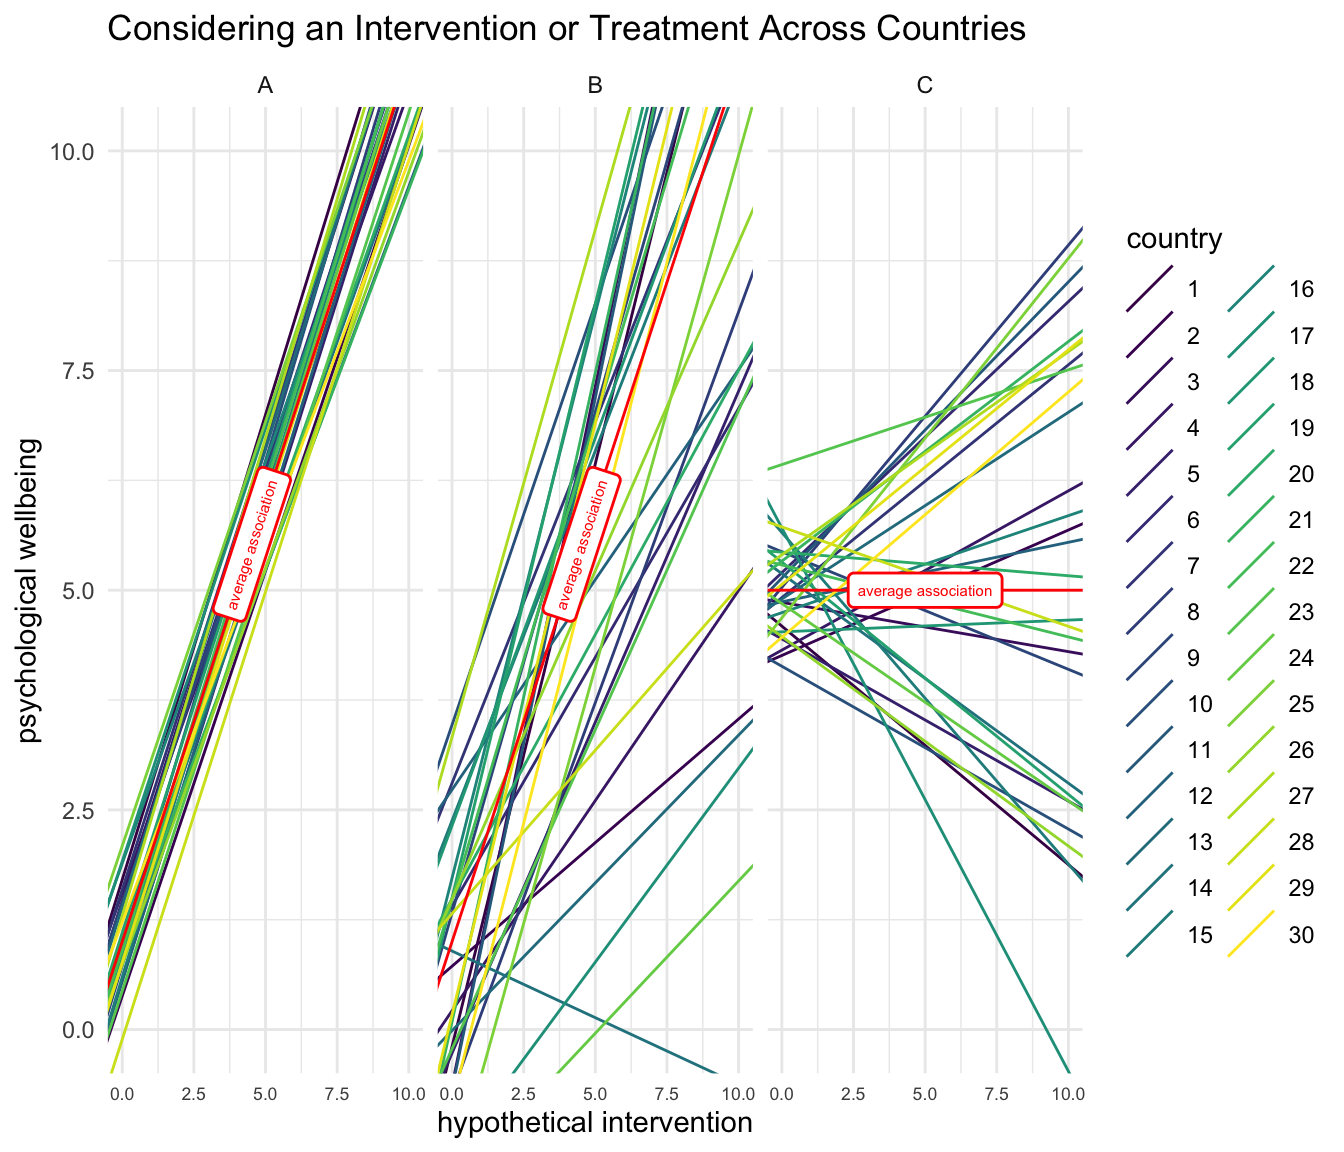 Considering an Intervention or Treatment Across Countries
A
B
C
psychological wellbeing
10.0
7.5
5.0
2.5
0.0
average association
average association
average association
0.0 2.5 5.0 7.5 10.0
0.0 2.5 5.0 7.5 10.0
0.0 2.5 5.0 7.5 10.0
hypothetical intervention
country
1
2
3
4
5
6
7
8
9
10
11
12
13
14
15
16
17
18
19
20
21
22
23
24
25
26
27
28
29
30